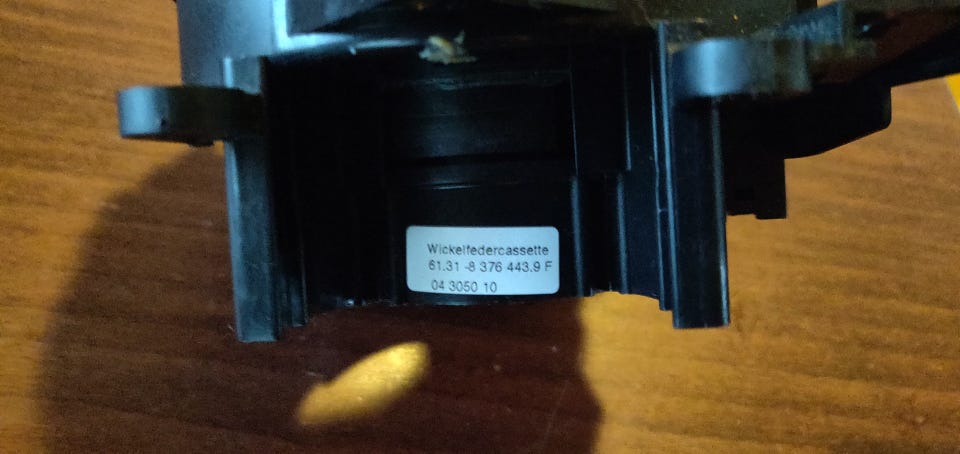 Wickelfedercassette
61.31 -8 376 443.9 F
04 3050 10